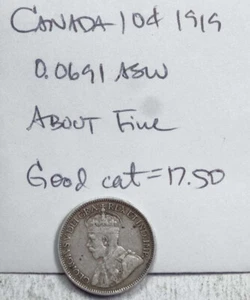 CANADA-10¢ 1919
0.0691 ASW
ABOUT Fine
Good cat=17.50